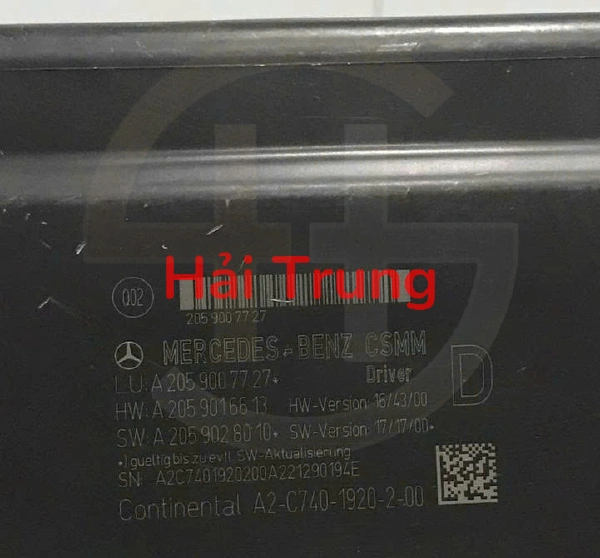 Hải Trung
Q02
205 900 77 27
MERCEDES-BENZ CSMM
LU: A 205 900 77 27* Driver D
HW: A 205 901 66 13 HW-Version: 16/43/00
SW: A 205 902 80 10* SW-Version: 17/17/00*
*) gueltig bis zu evtl. SW-Aktualisierung
SN: A2C7401920200A221290194E
Continental A2-C740-1920-2-00